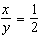 x/y = 1/2